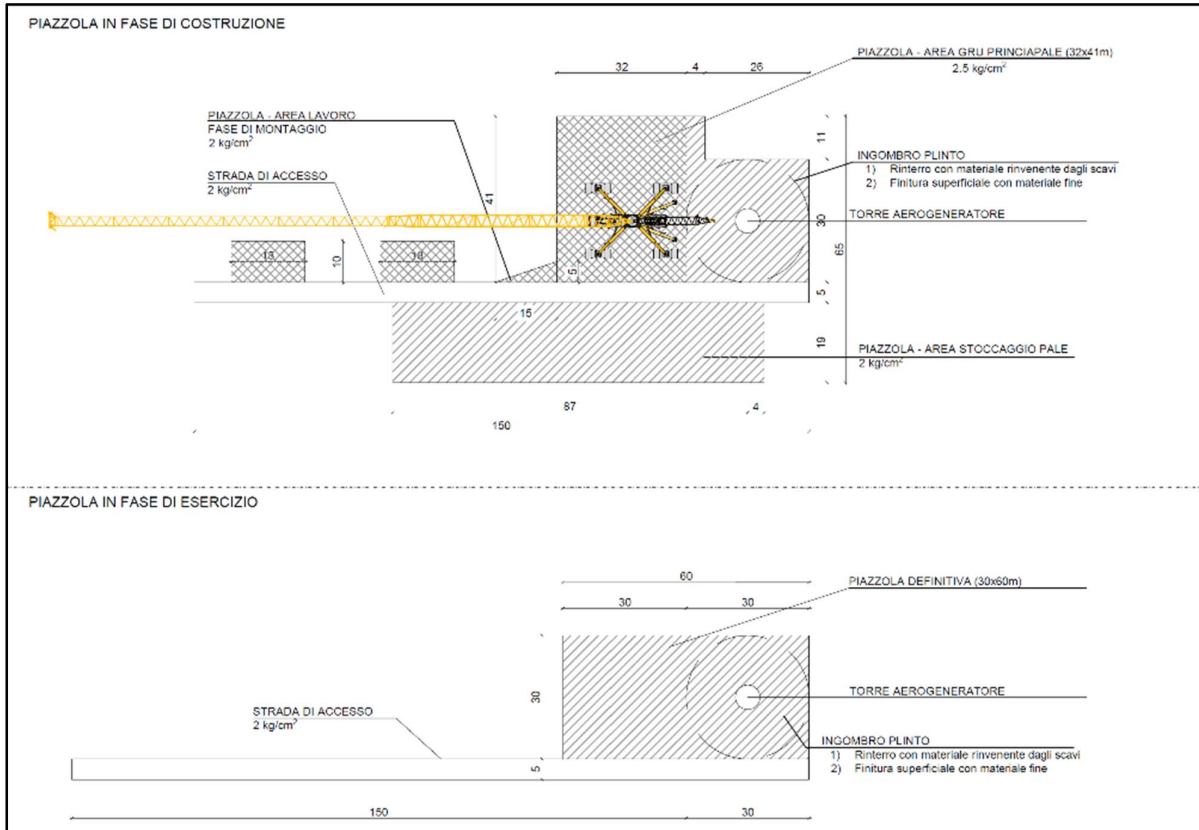 PIAZZOLA IN FASE DI COSTRUZIONE
PIAZZOLA - AREA GRU PRINCIAPALE (32x41m)
2.5 kg/cm²
32
4
26
PIAZZOLA - AREA LAVORO
FASE DI MONTAGGIO
2 kg/cm²
STRADA DI ACCESSO
2 kg/cm²
11
INGOMBRO PLINTO
1) Rinterro con materiale rinvenente dagli scavi
2) Finitura superficiale con materiale fine
41
TORRE AEROGENERATORE
30
65
18
10
18
5
5
15
19
PIAZZOLA - AREA STOCCAGGIO PALE
2 kg/cm²
87
4
150
PIAZZOLA IN FASE DI ESERCIZIO
60
PIAZZOLA DEFINITIVA (30x60m)
30
30
30
TORRE AEROGENERATORE
STRADA DI ACCESSO
2 kg/cm²
INGOMBRO PLINTO
1) Rinterro con materiale rinvenente dagli scavi
2) Finitura superficiale con materiale fine
5
150
30